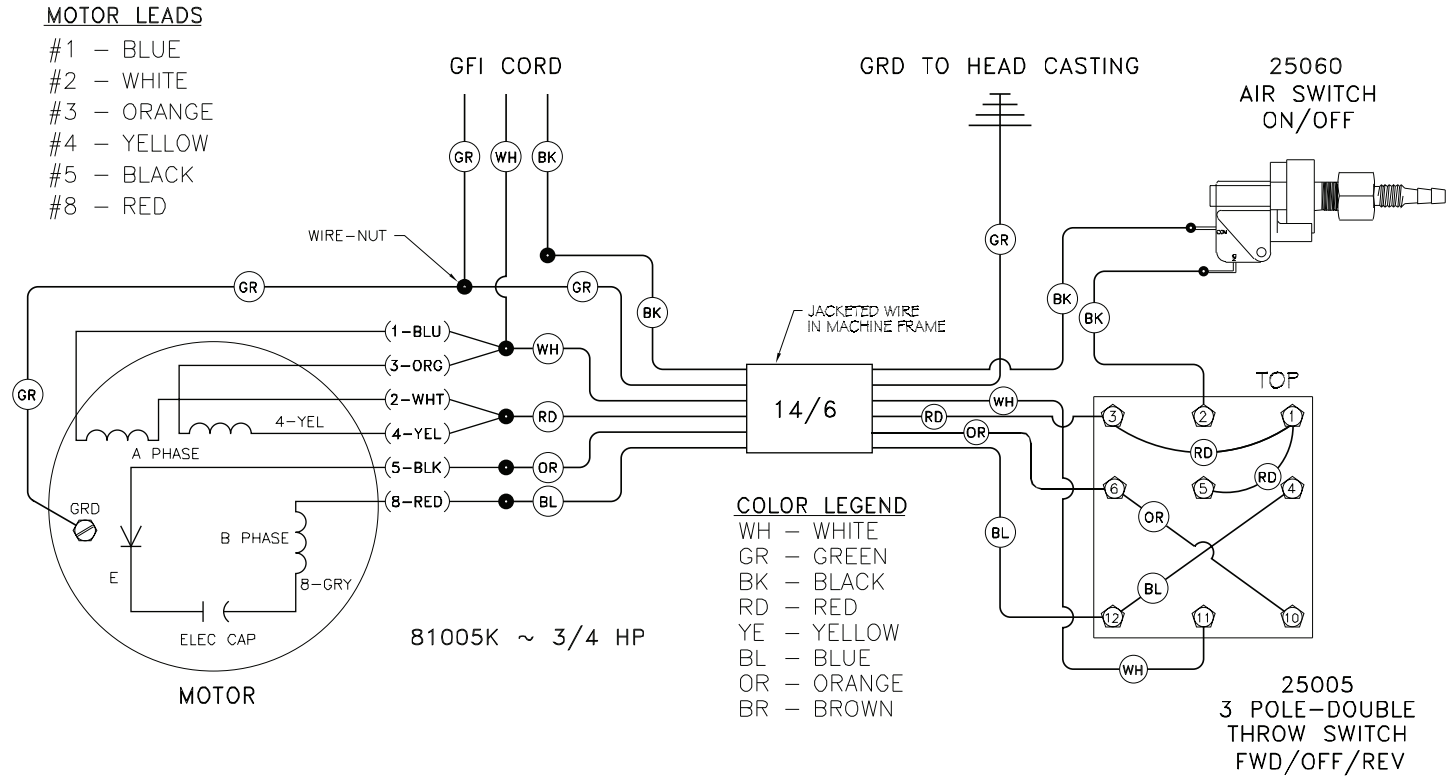 MOTOR LEADS
#1 – BLUE
#2 – WHITE
#3 – ORANGE
#4 – YELLOW
#5 – BLACK
#8 – RED
GFI CORD
GR
WH
BK
WIRE–NUT
GR
GR
BK
GR
(1–BLU)
(3–ORG)
(2–WHT)
(4–YEL)
(5–BLK)
(8–RED)
WH
RD
OR
BL
4–YEL
A PHASE
GRD
B PHASE
E
8–GRY
ELEC CAP
MOTOR
81005K ~ 3/4 HP
GRD TO HEAD CASTING
GR
JACKETED WIRE
IN MACHINE FRAME
14/6
WH
RD
OR
BL
BK
BK
WH
COLOR LEGEND
WH – WHITE
GR – GREEN
BK – BLACK
RD – RED
YE – YELLOW
BL – BLUE
OR – ORANGE
BR – BROWN
25060
AIR SWITCH
ON/OFF
COM
TOP
3 2 1
RD
RD
6 5 4
OR
BL
12 11 10
25005
3 POLE–DOUBLE
THROW SWITCH
FWD/OFF/REV